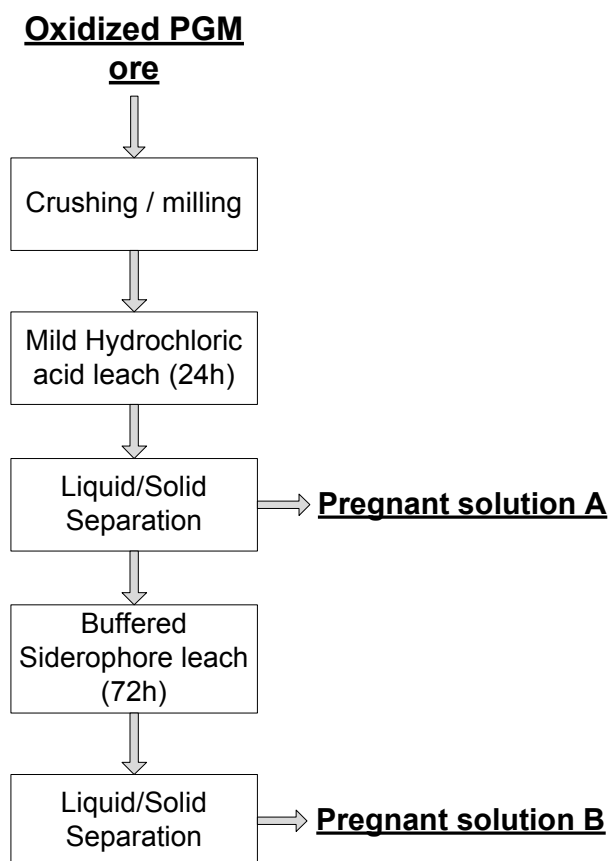 Oxidized PGM
ore
Crushing / milling
Mild Hydrochloric
acid leach (24h)
Liquid/Solid
Separation
Pregnant solution A
Buffered
Siderophore leach
(72h)
Liquid/Solid
Separation
Pregnant solution B